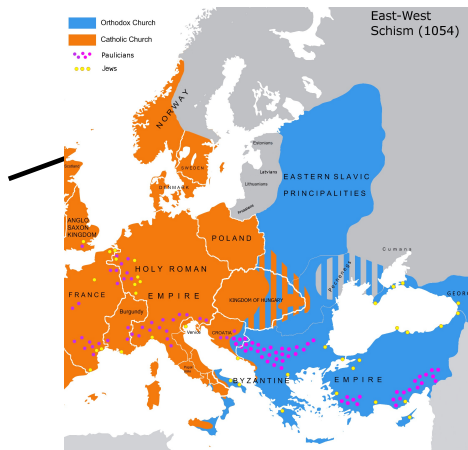 East-West
Schism (1054)
Orthodox Church
Catholic Church
Paulicians
Jews
NORWAY
SWEDEN
Estonians
Latvians
Lithuanians
DENMARK
EASTERN SLAVIC
PRINCIPALITIES
ANGLO
SAXON
KINGDOM
POLAND
Cumans
HOLY ROMAN
EMPIRE
FRANCE
KINGDOM OF HUNGARY
GEORG
Burgundy
Venice
CROATIA
BYZANTINE
EMPIRE